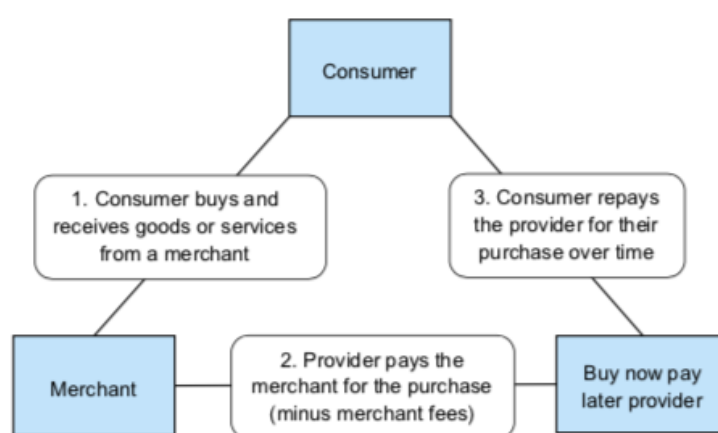 Consumer
1. Consumer buys and
receives goods or services
from a merchant
3. Consumer repays
the provider for their
purchase over time
Merchant
2. Provider pays the
merchant for the purchase
(minus merchant fees)
Buy now pay
later provider